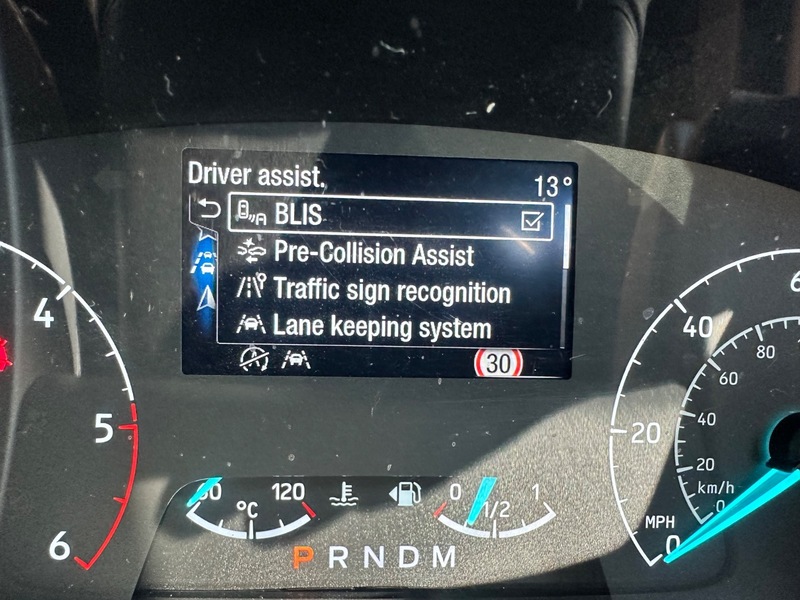 Driver assist.
13°
BLIS
Pre-Collision Assist
Traffic sign recognition
Lane keeping system
30
4
5
6
120
°C
0
1/2
1
P R N D M
40
20
0
MPH
80
60
40
20
0
km/h